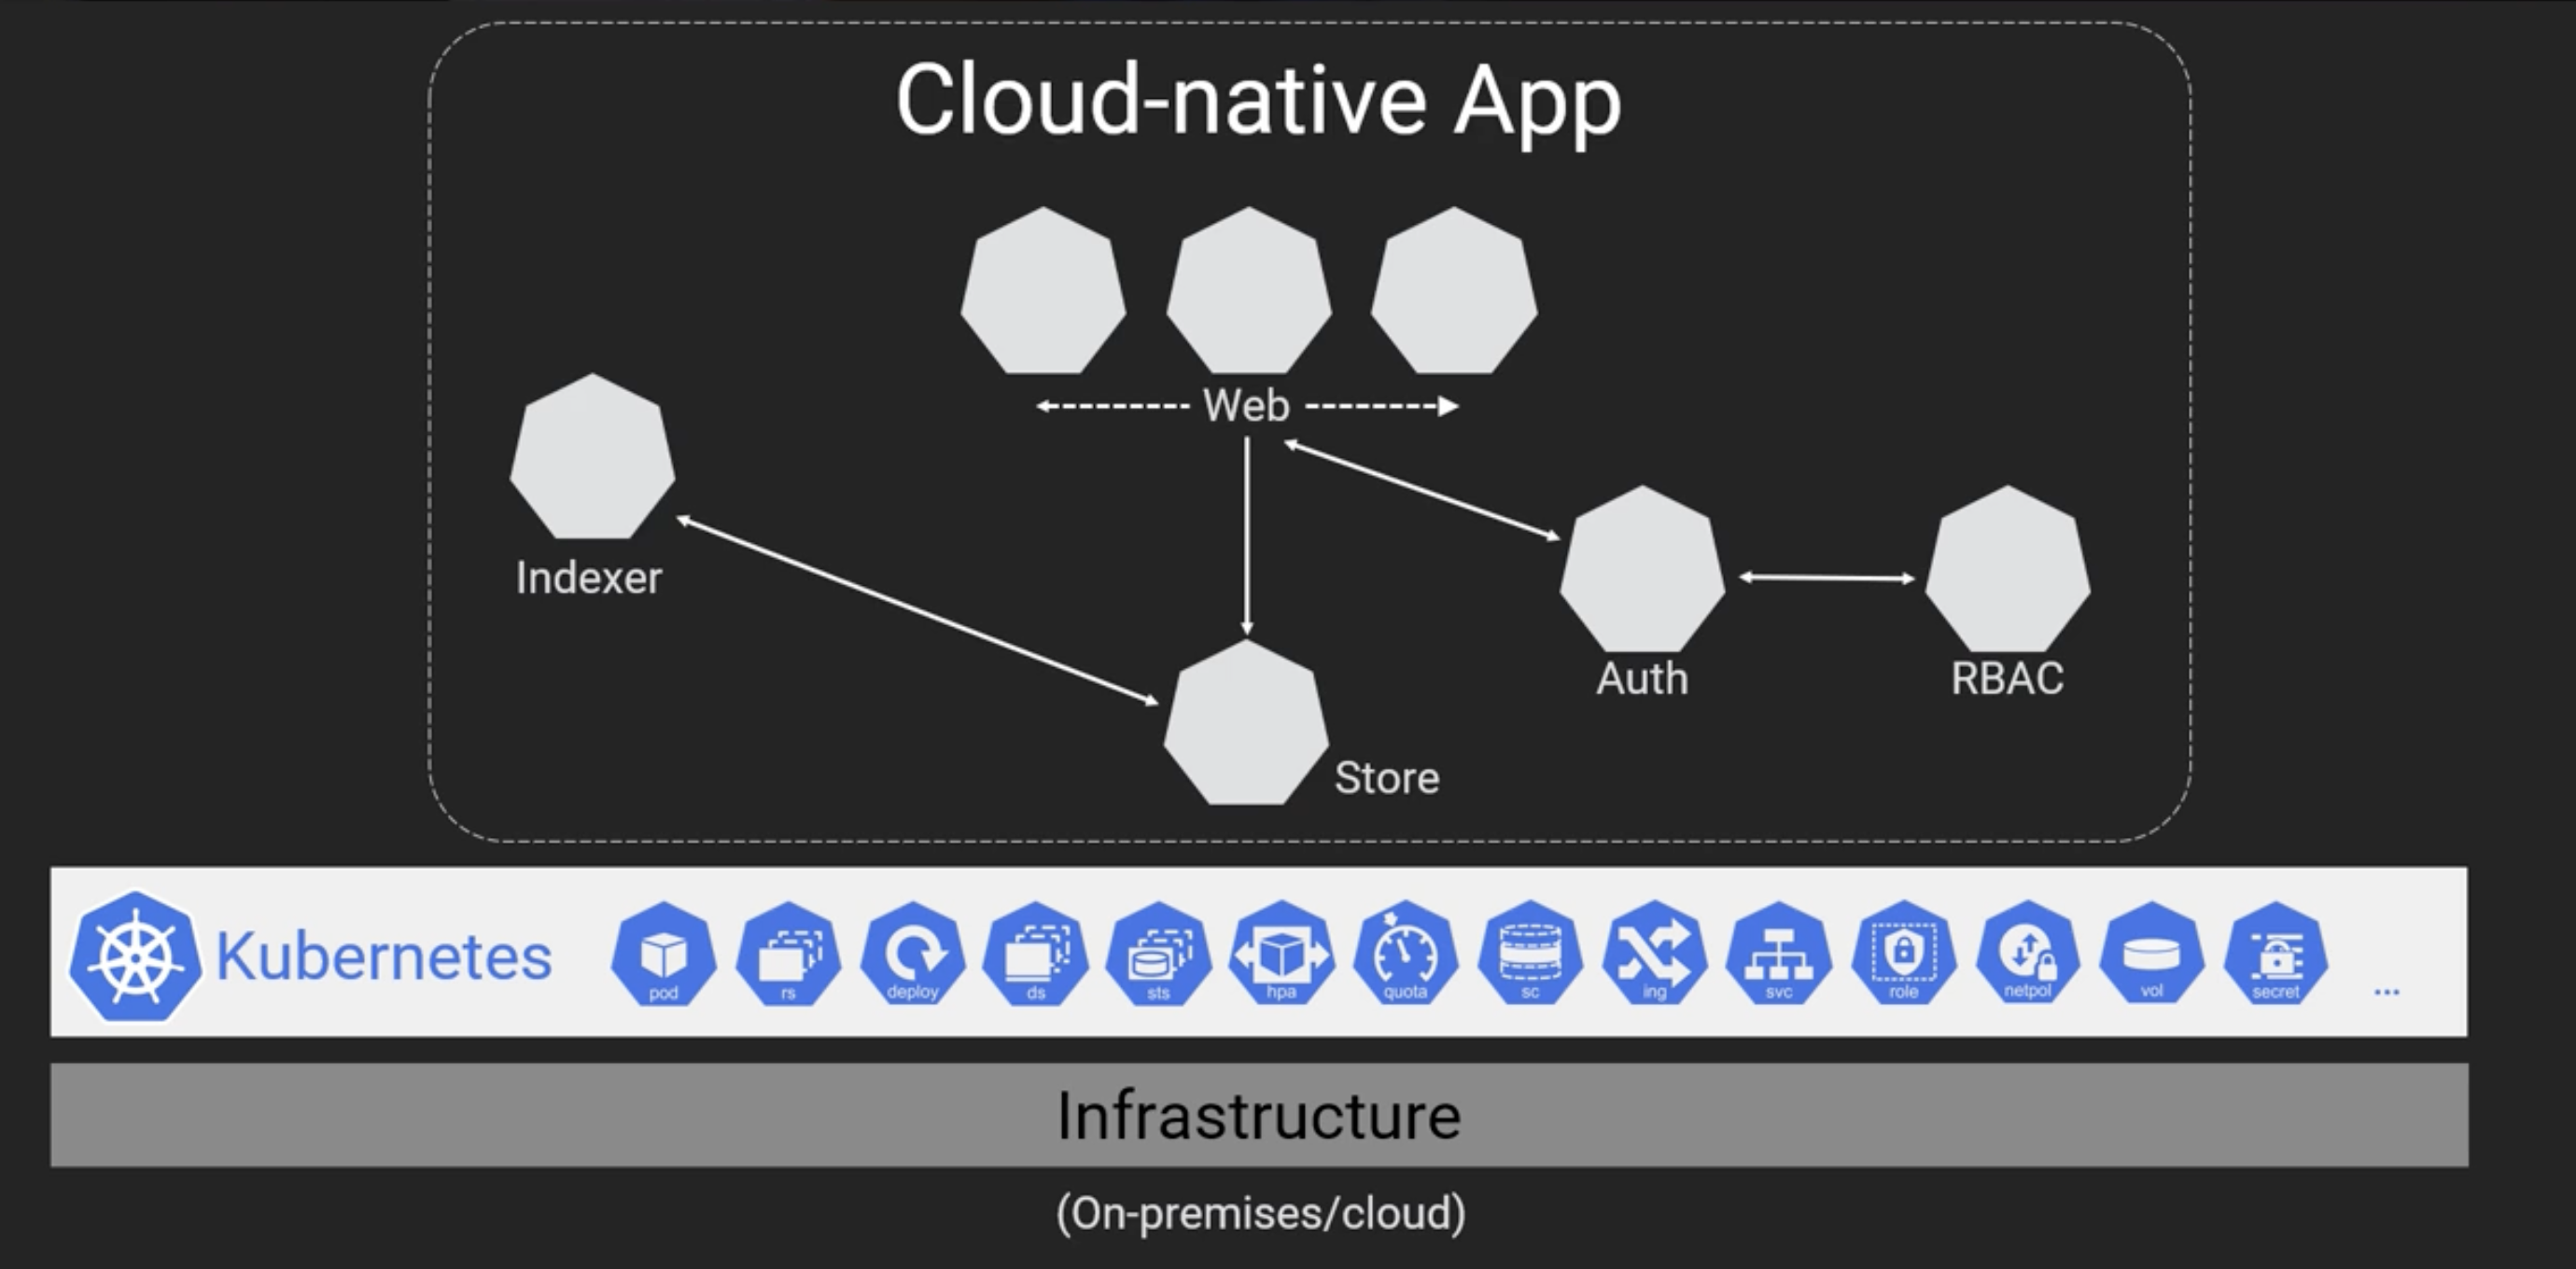 Cloud-native App
Web
Indexer
Auth
RBAC
Store
Kubernetes
pod rs deploy ds sts hpa quota sc ing svc role netpol vol secret ...
Infrastructure
(On-premises/cloud)